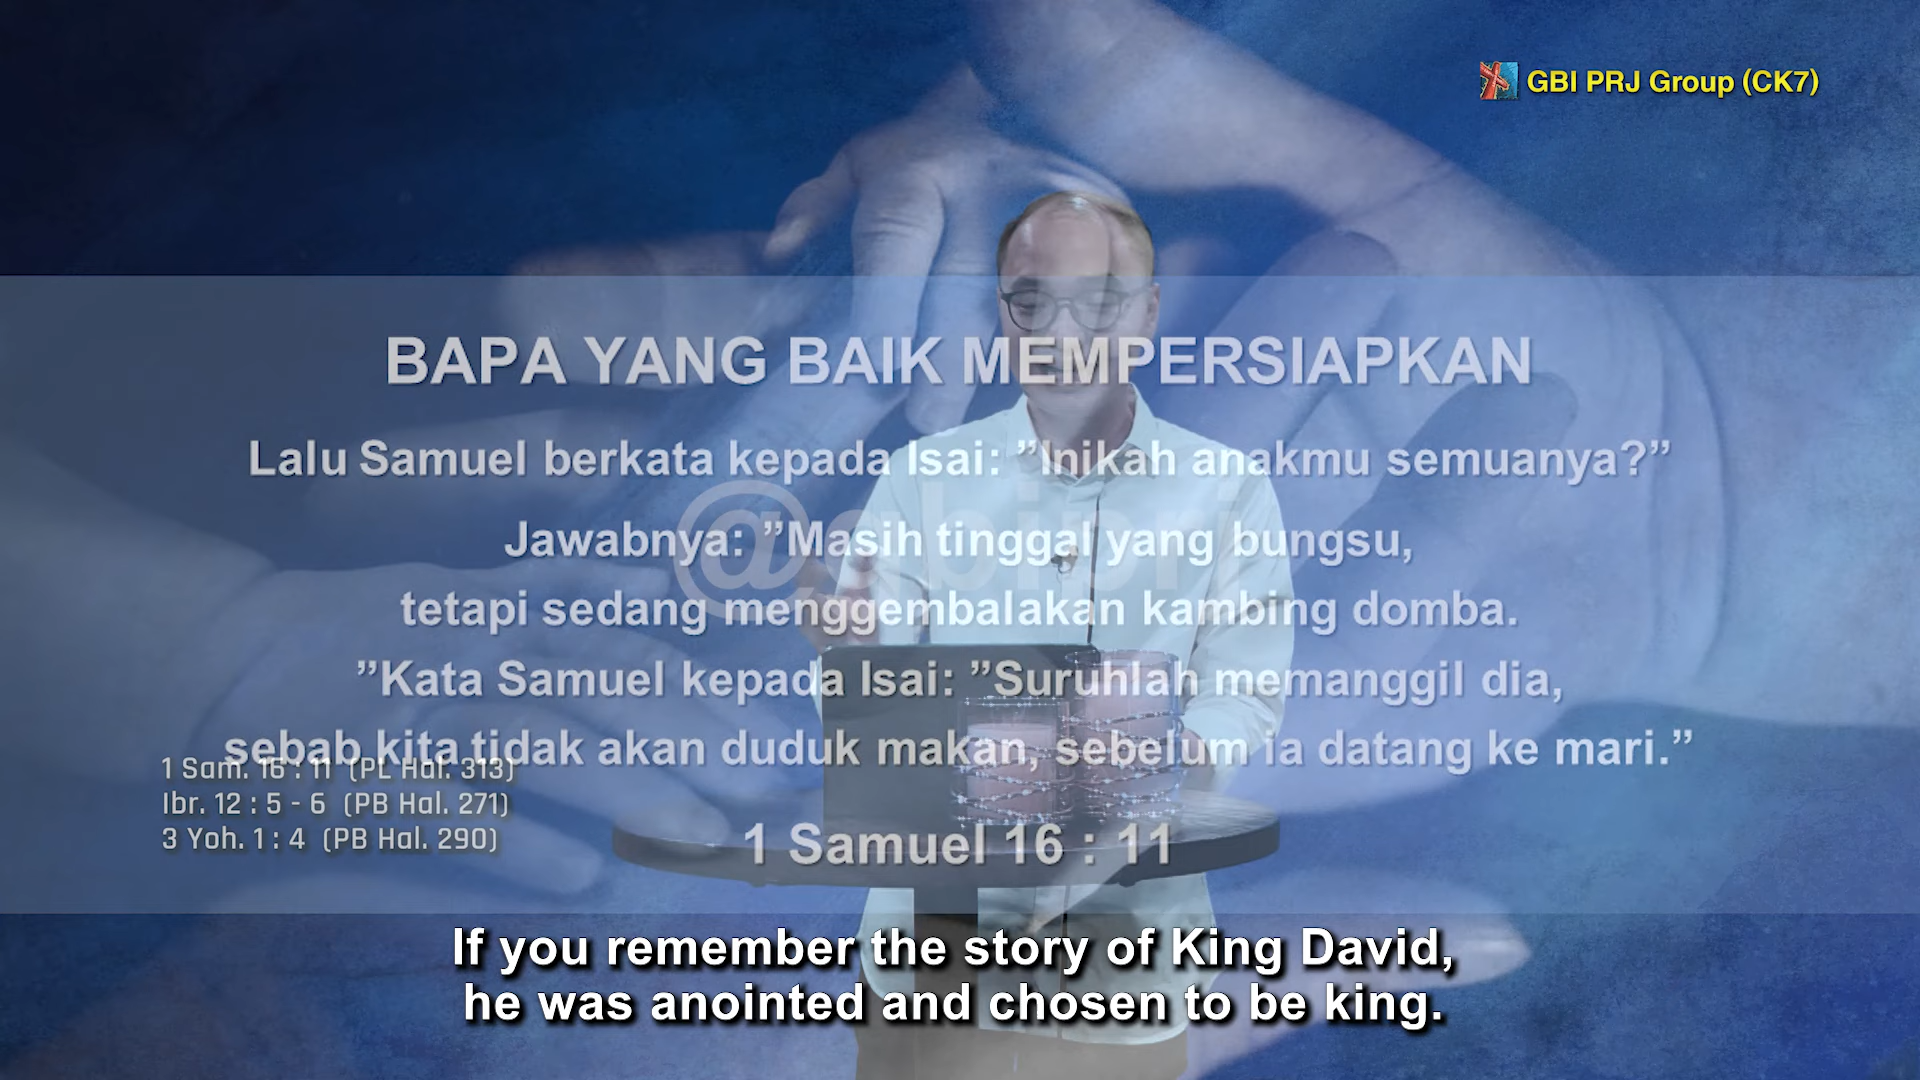 GBI PRJ Group (CK7)
BAPA YANG BAIK MEMPERSIAPKAN
Lalu Samuel berkata kepada Isai: ”Inikah anakmu semuanya?”
@gbiprj
Jawabnya: ”Masih tinggal yang bungsu,
tetapi sedang menggembalakan kambing domba.
”Kata Samuel kepada Isai: ”Suruhlah memanggil dia,
sebab kita tidak akan duduk makan, sebelum ia datang ke mari.”
1 Sam. 16 : 11 (PL Hal. 313)
Ibr. 12 : 5 - 6 (PB Hal. 271)
3 Yoh. 1 : 4 (PB Hal. 290)
1 Samuel 16 : 11
If you remember the story of King David,
he was anointed and chosen to be king.